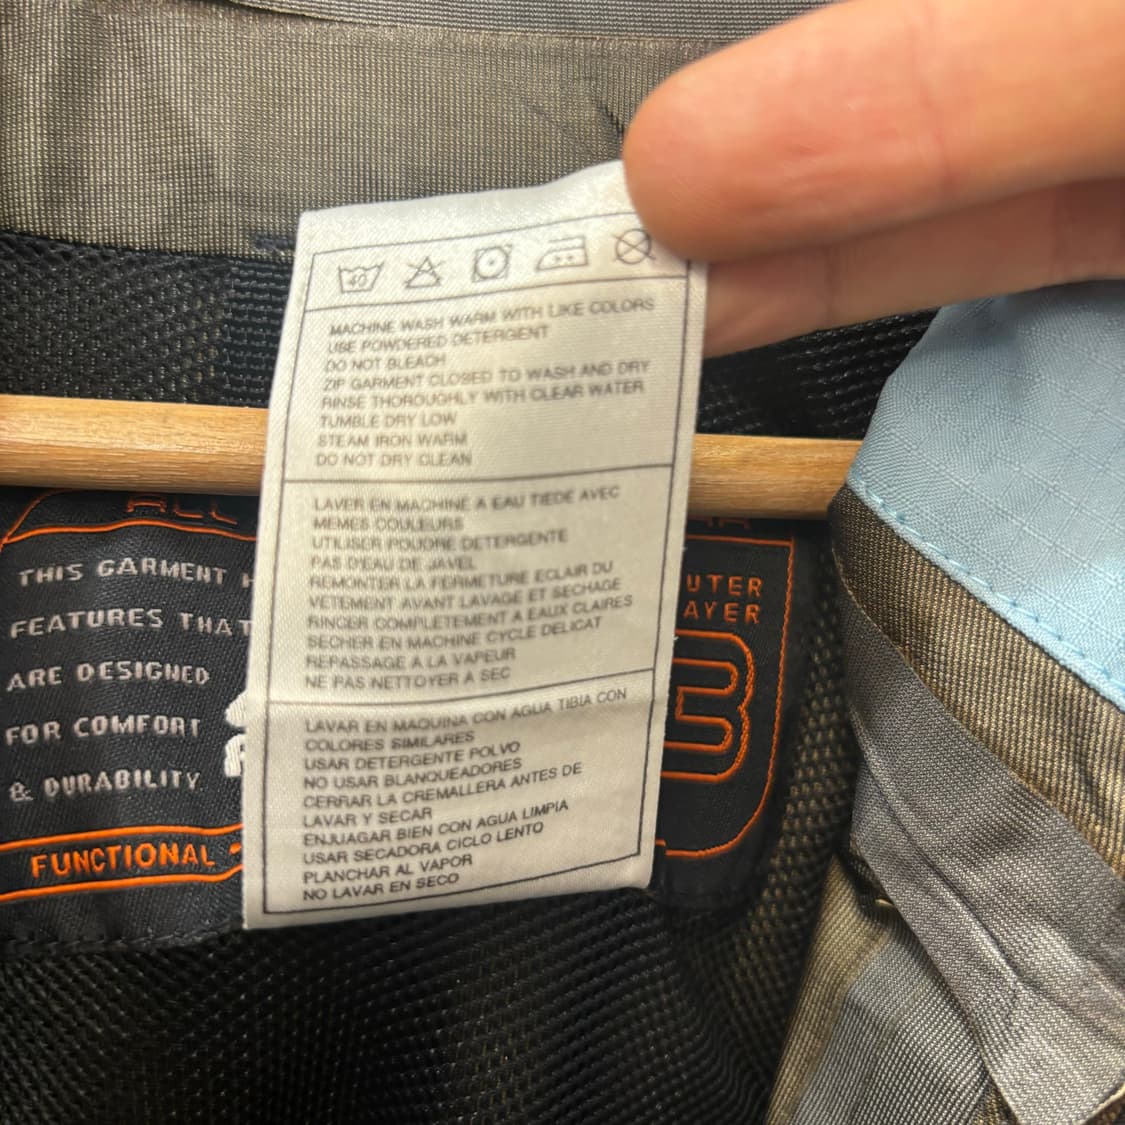 40
MACHINE WASH WARM WITH LIKE COLORS
USE POWDERED DETERGENT
DO NOT BLEACH
ZIP GARMENT CLOSED TO WASH AND DRY
RINSE THOROUGHLY WITH CLEAR WATER
TUMBLE DRY LOW
STEAM IRON WARM
DO NOT DRY CLEAN
LAVER EN MACHINE A EAU TIEDE AVEC
MEMES COULEURS
UTILISER POUDRE DETERGENTE
PAS D'EAU DE JAVEL
REMONTER LA FERMETURE ECLAIR DU
VETEMENT AVANT LAVAGE ET SECHAGE
RINCER COMPLETEMENT A EAUX CLAIRES
SECHER EN MACHINE CYCLE DELICAT
REPASSAGE A LA VAPEUR
NE PAS NETTOYER A SEC
LAVAR EN MAQUINA CON AGUA TIBIA CON
COLORES SIMILARES
USAR DETERGENTE POLVO
NO USAR BLANQUEADORES
CERRAR LA CREMALLERA ANTES DE
LAVAR Y SECAR
ENJUAGAR BIEN CON AGUA LIMPIA
USAR SECADORA CICLO LENTO
PLANCHAR AL VAPOR
NO LAVAR EN SECO
ALL
THIS GARMENT
FEATURES THAT
ARE DESIGNED
FOR COMFORT
& DURABILITY
FUNCTIONAL
UTER
AYER
3